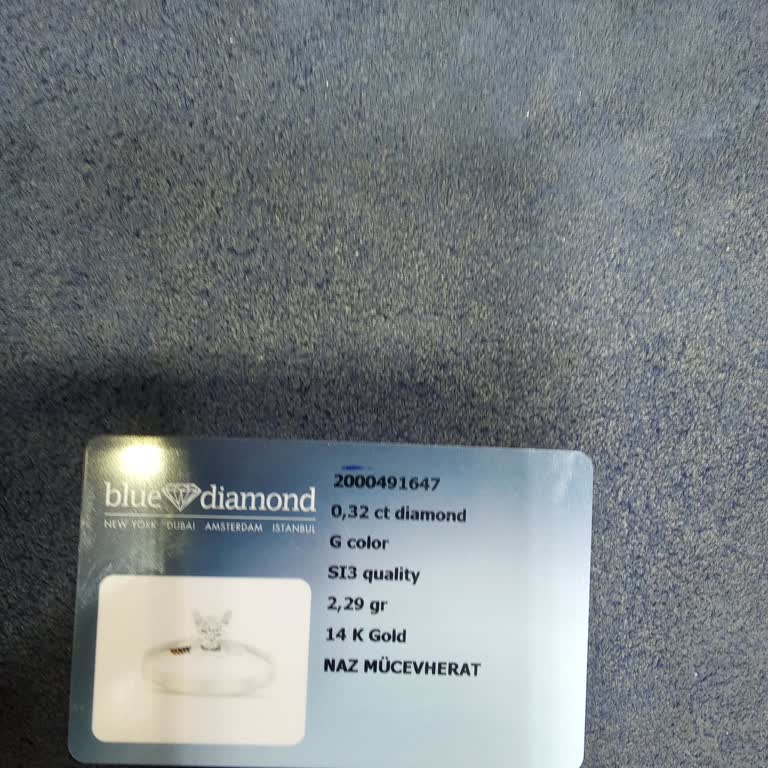 blue diamond
NEW YORK DUBAI AMSTERDAM ISTANBUL
2000491647
0,32 ct diamond
G color
SI3 quality
2,29 gr
14 K Gold
NAZ MÜCEVHERAT